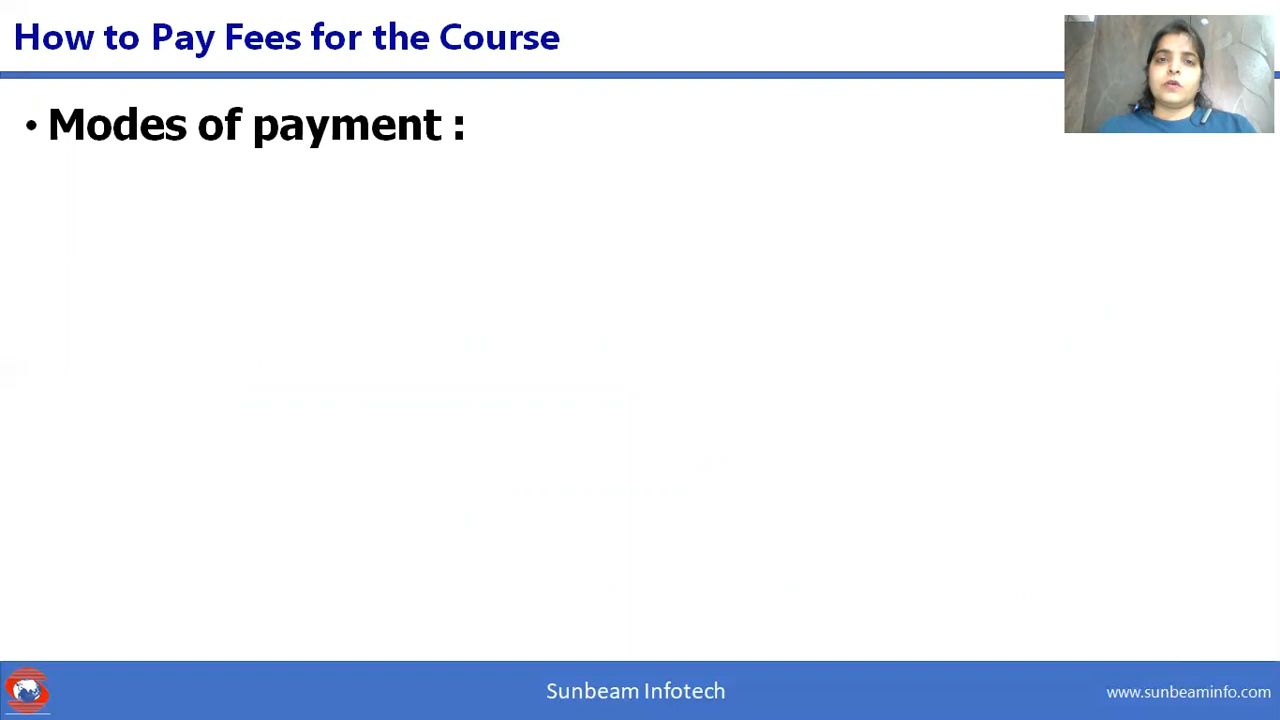 How to Pay Fees for the Course
• Modes of payment :
Sunbeam Infotech
www.sunbeaminfo.com